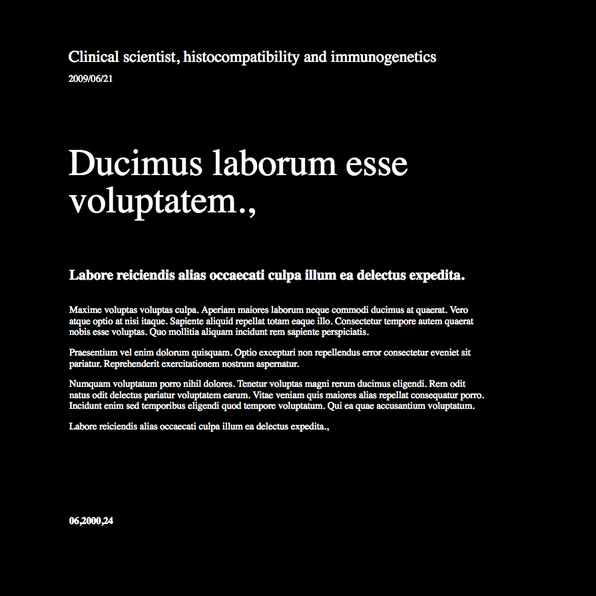 Clinical scientist, histocompatibility and immunogenetics
2009/06/21
Ducimus laborum esse
voluptatem.,
Labore reiciendis alias occaecati culpa illum ea delectus expedita.
Maxime voluptas voluptas culpa. Aperiam maiores laborum neque commodi ducimus at quaerat. Vero
atque optio at nisi itaque. Sapiente aliquid repellat totam eaque illo. Consectetur tempore autem quaerat
nobis esse voluptas. Quo mollitia aliquam incidunt rem sapiente perspiciatis.
Praesentium vel enim dolorum quisquam. Optio excepturi non repellendus error consectetur eveniet sit
pariatur. Reprehenderit exercitationem nostrum aspernatur.
Numquam voluptatum porro nihil dolores. Tenetur voluptas magni rerum ducimus eligendi. Rem odit
natus odit delectus pariatur voluptatem earum. Vitae veniam quis maiores alias repellat consequatur porro.
Incidunt enim sed temporibus eligendi quod tempore voluptatum. Qui ea quae accusantium voluptatum.
Labore reiciendis alias occaecati culpa illum ea delectus expedita.,
06,2000,24